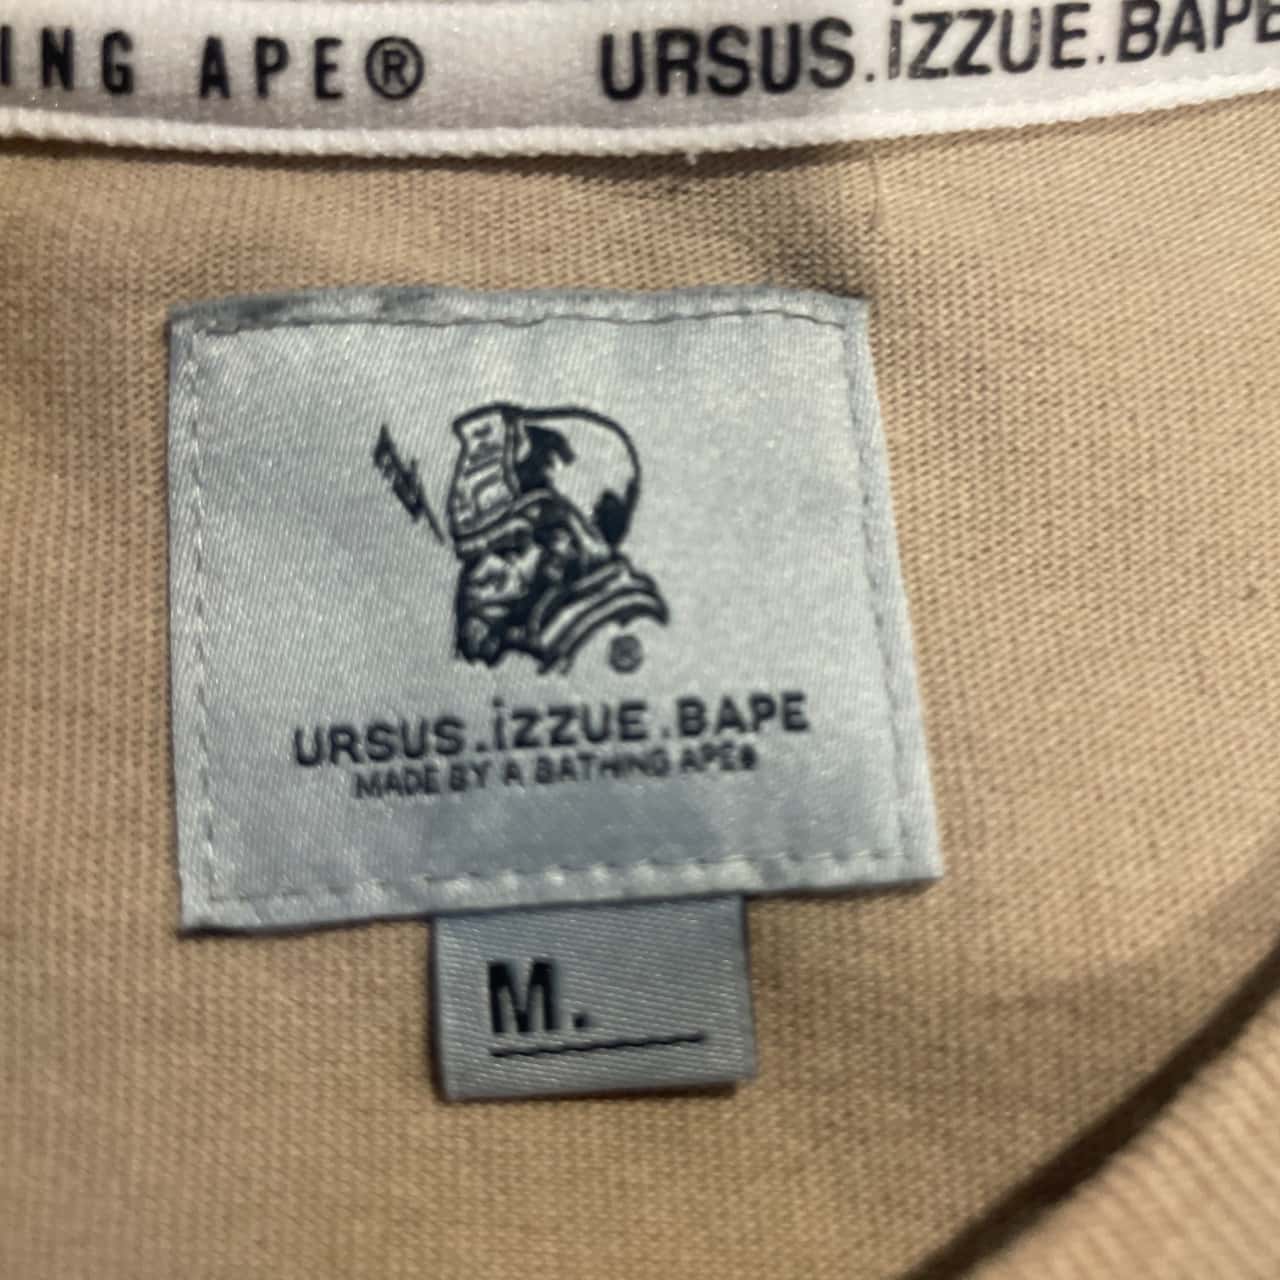 ING APE® URSUS.iZZUE.BAPE
®
URSUS.iZZUE.BAPE
MADE BY A BATHING APE®
M.